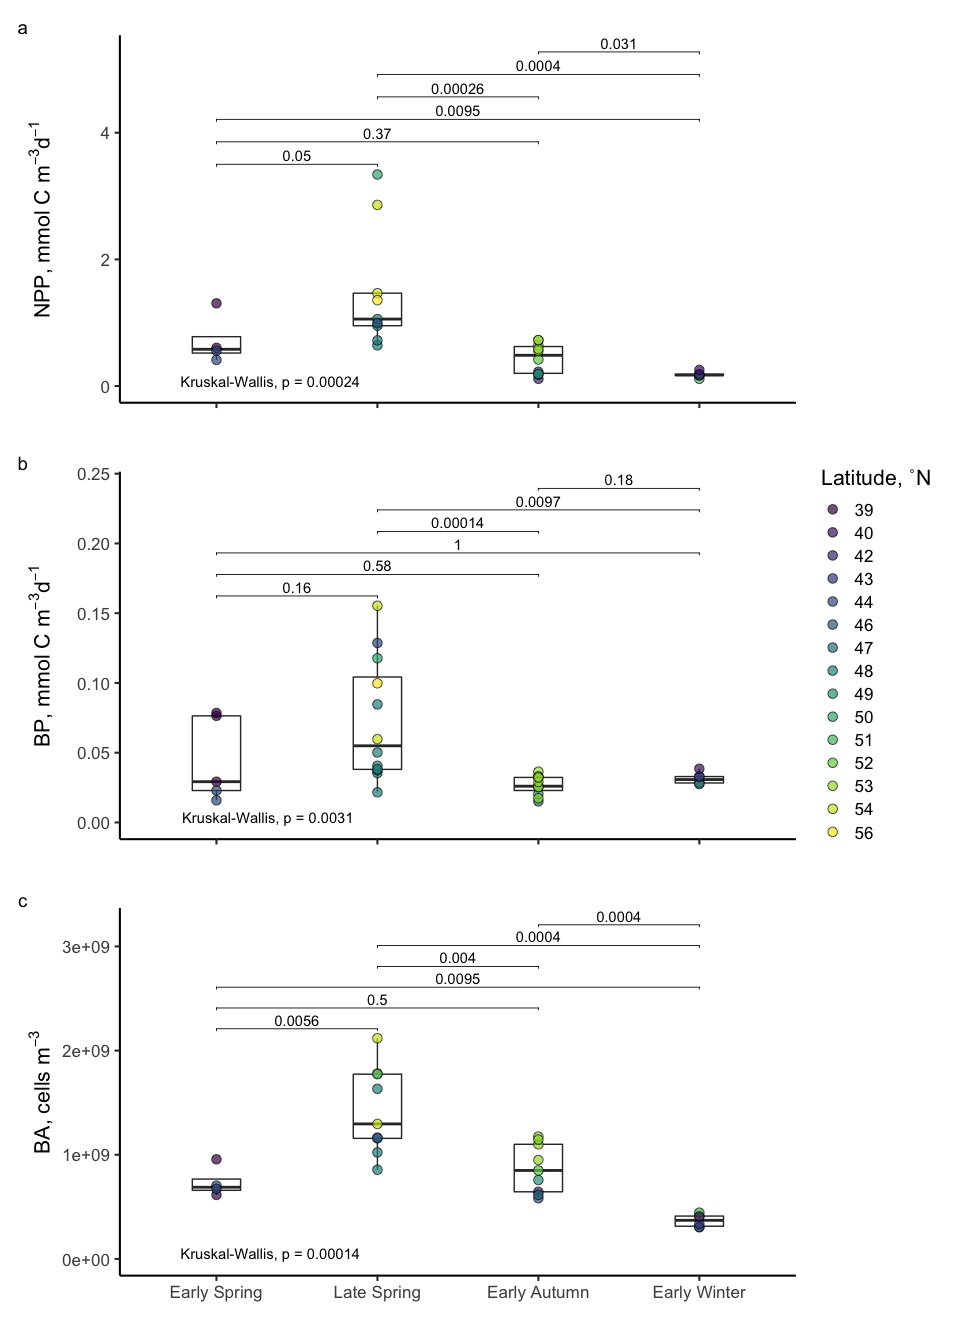 a
0.031
0.0004
0.00026
0.0095
0.37
0.05
4
2
0
NPP, mmol C m⁻³d⁻¹
Kruskal-Wallis, p = 0.00024
b
0.25
0.20
0.15
0.10
0.05
0.00
BP, mmol C m⁻³d⁻¹
0.18
0.0097
0.00014
1
0.58
0.16
Kruskal-Wallis, p = 0.0031
Latitude, °N
39
40
42
43
44
46
47
48
49
50
51
52
53
54
56
c
0.0004
0.0004
0.004
0.0095
0.5
0.0056
3e+09
2e+09
1e+09
0e+00
BA, cells m⁻³
Kruskal-Wallis, p = 0.00014
Early Spring Late Spring Early Autumn Early Winter